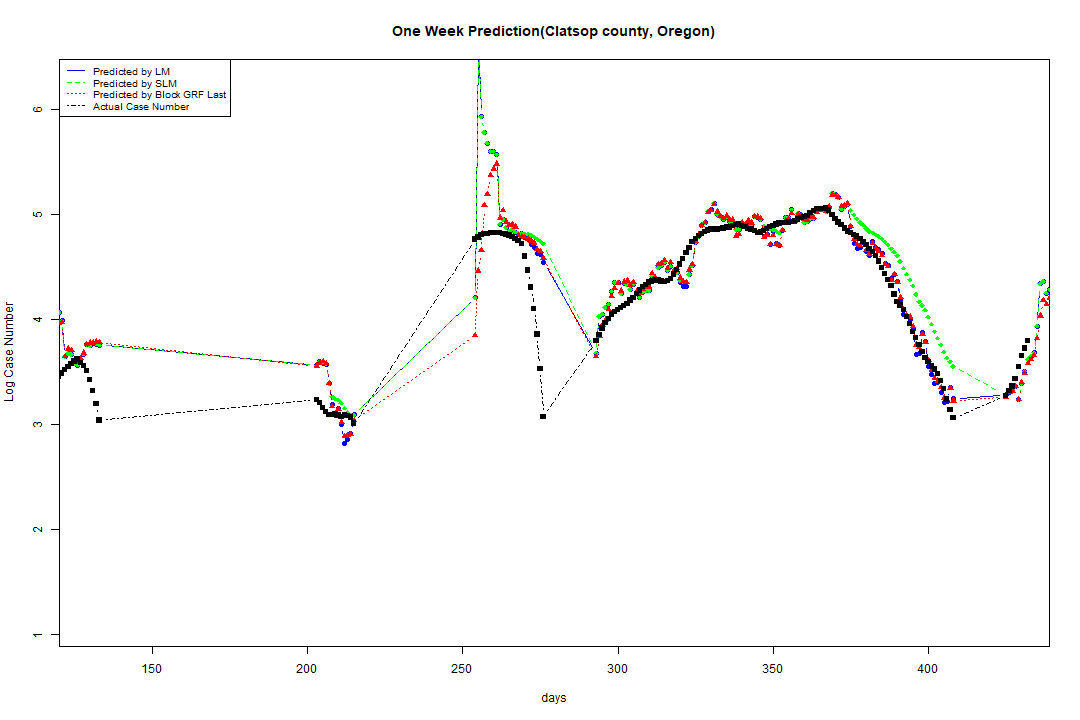 One Week Prediction(Clatsop county, Oregon)
Predicted by LM
Predicted by SLM
Predicted by Block GRF Last
Actual Case Number
Log Case Number
6
5
4
3
2
1
150 200 250 300 350 400
days